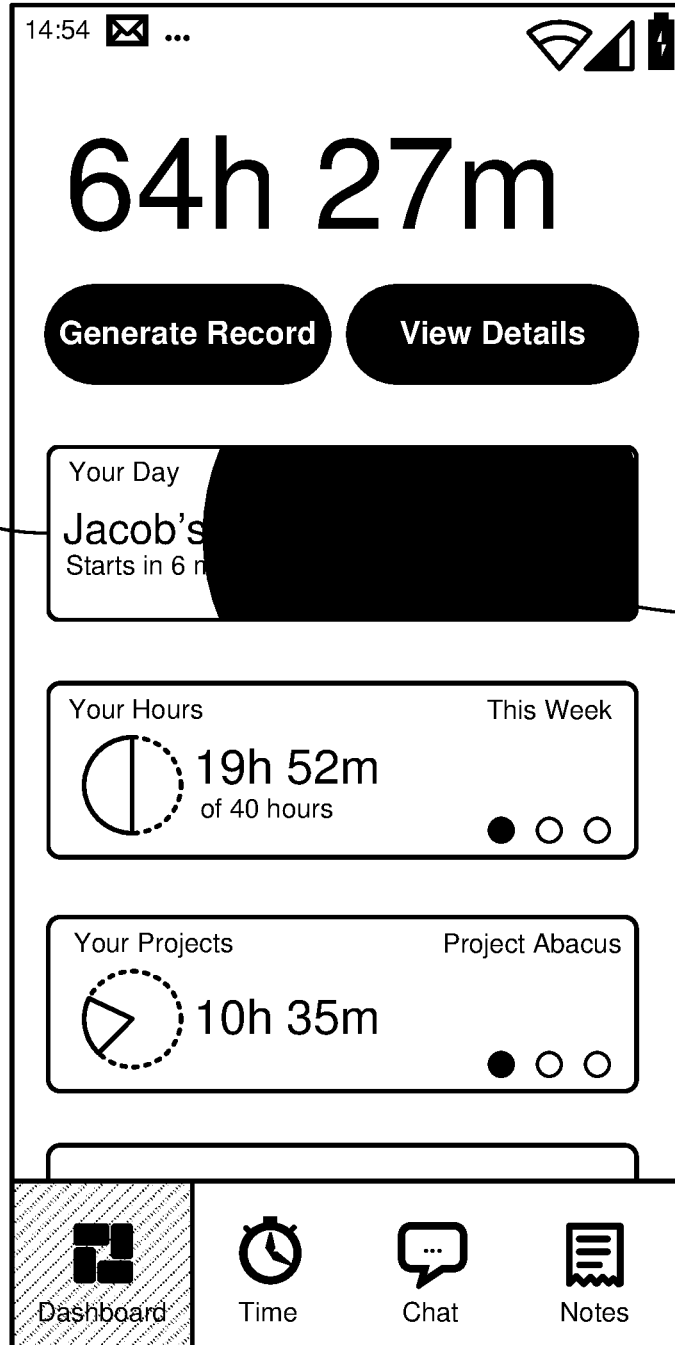 14:54
64h 27m
Generate Record
View Details
Your Day
Jacob’s
Starts in 6
Your Hours
This Week
19h 52m
of 40 hours
Your Projects
Project Abacus
10h 35m
Dashboard
Time
Chat
Notes